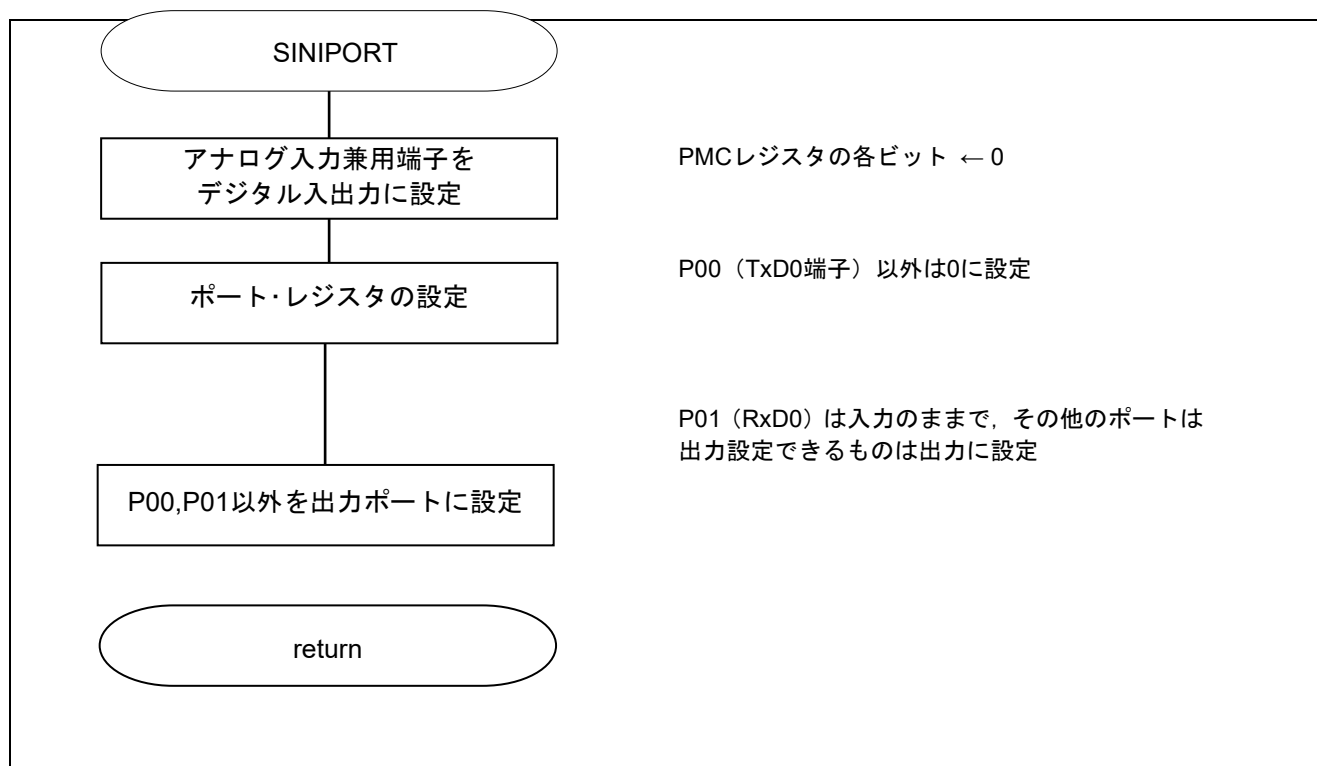 SINIPORT
アナログ入力兼用端子を
デジタル入出力に設定
PMCレジスタの各ビット ← 0
ポート・レジスタの設定
P00（TxD0端子）以外は0に設定
P01（RxD0）は入力のままで，その他のポートは
出力設定できるものは出力に設定
P00,P01以外を出力ポートに設定
return